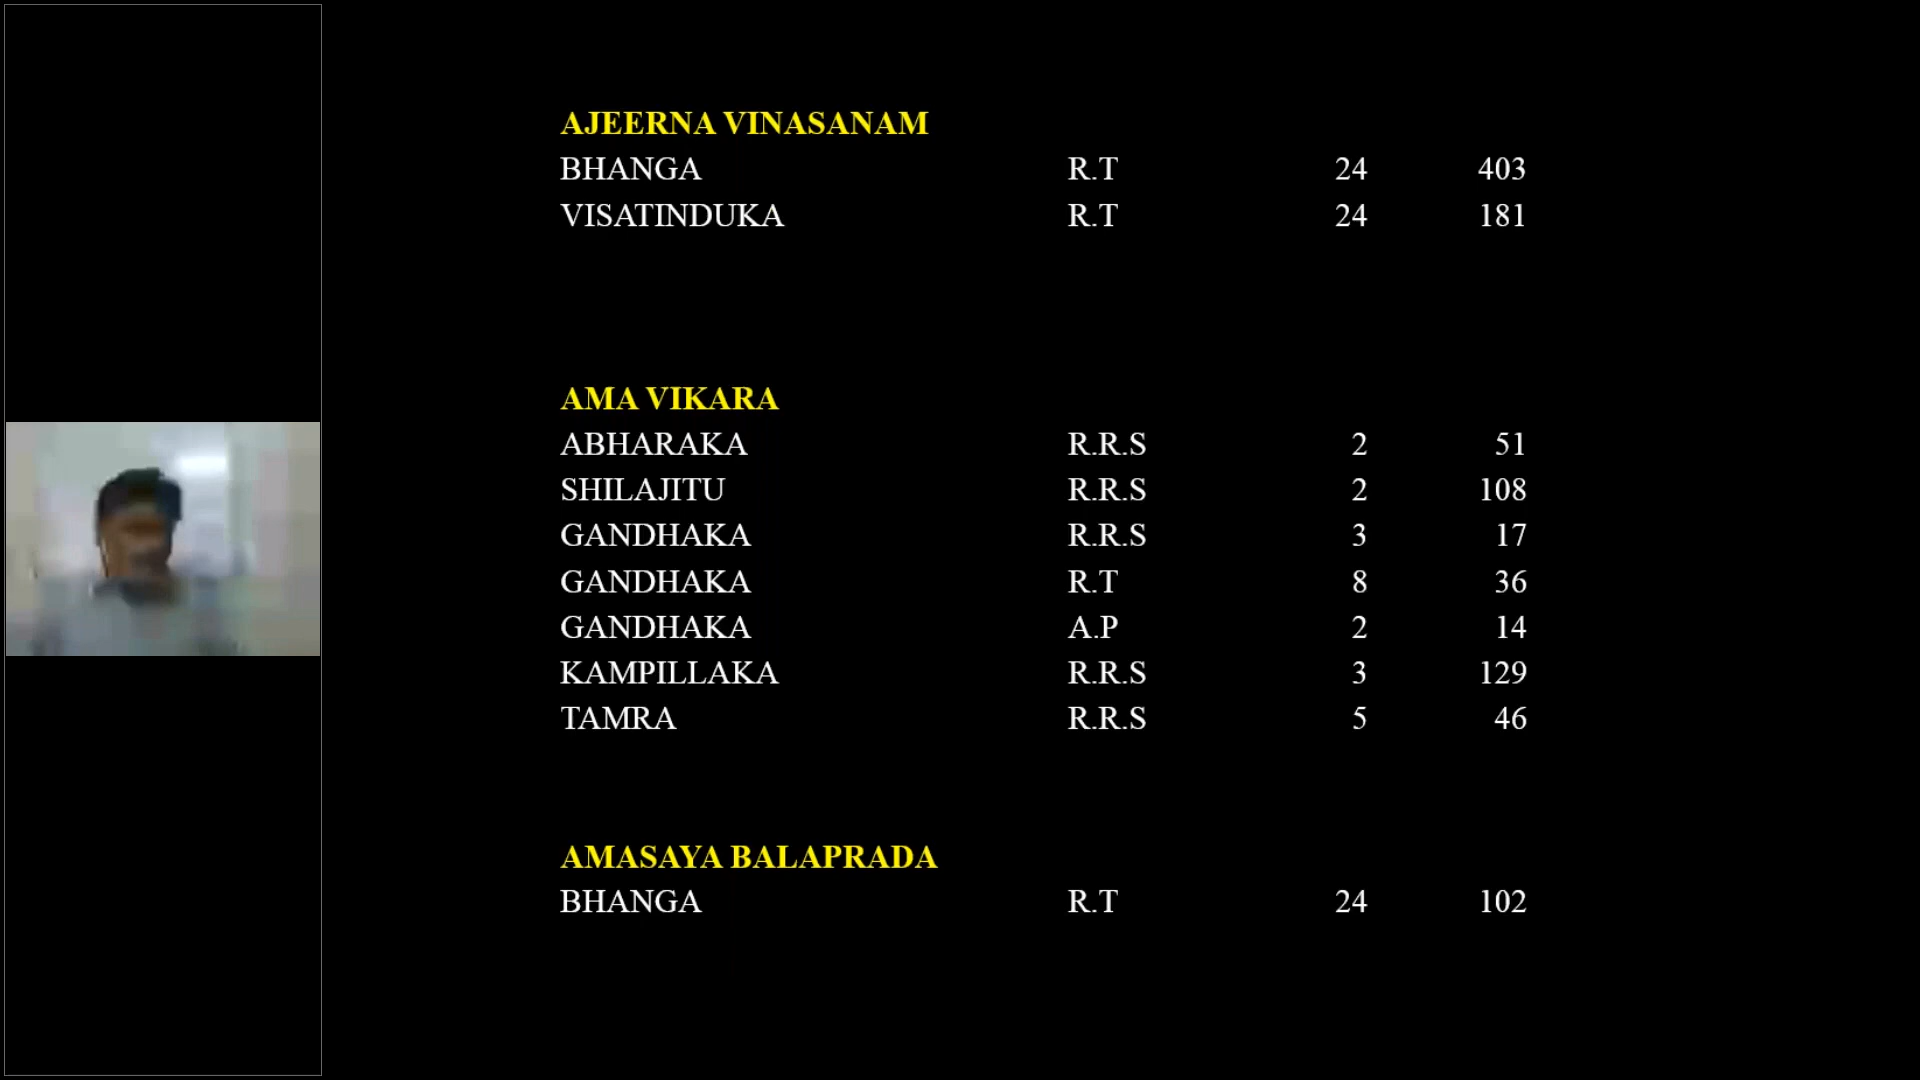 AJEERNA VINASANAM
BHANGA R.T 24 403
VISATINDUKA R.T 24 181
AMA VIKARA
ABHARAKA R.R.S 2 51
SHILAJITU R.R.S 2 108
GANDHAKA R.R.S 3 17
GANDHAKA R.T 8 36
GANDHAKA A.P 2 14
KAMPILLAKA R.R.S 3 129
TAMRA R.R.S 5 46
AMASAYA BALAPRADA
BHANGA R.T 24 102